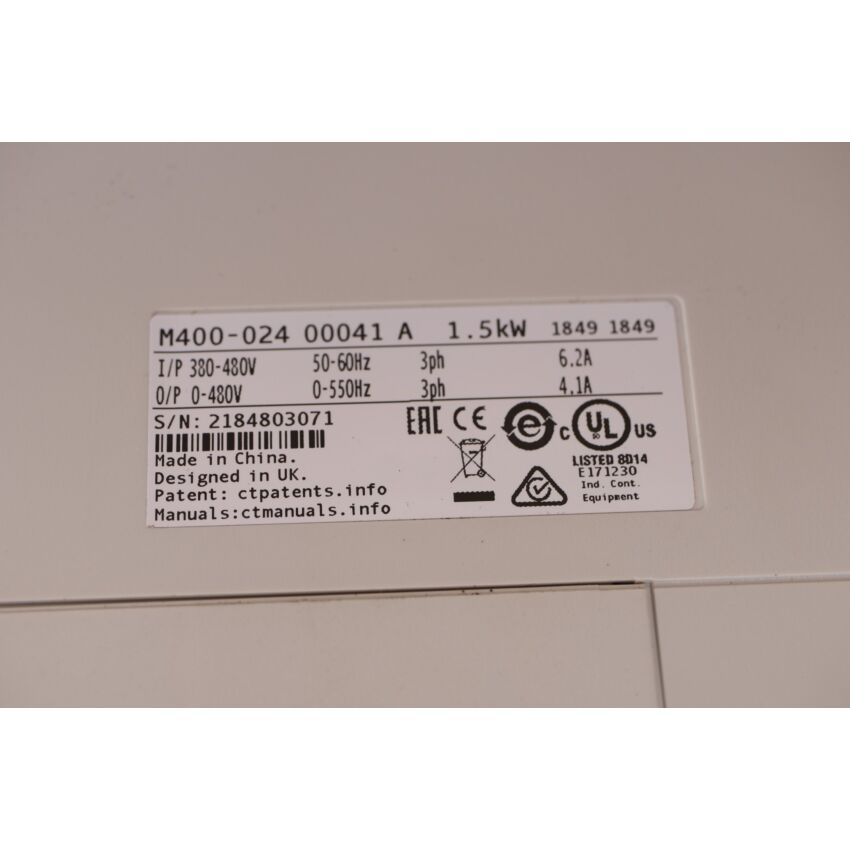 M400-024 00041 A 1.5kW 1849 1849
I/P 380-480V 50-60Hz 3ph 6.2A
O/P 0-480V 0-550Hz 3ph 4.1A
S/N: 2184803071
Made in China.
Designed in UK.
Patent: ctpatents.info
Manuals:ctmanuals.info
EAC CE e c UL US
LISTED 8D14
E171230
Ind. Cont.
Equipment